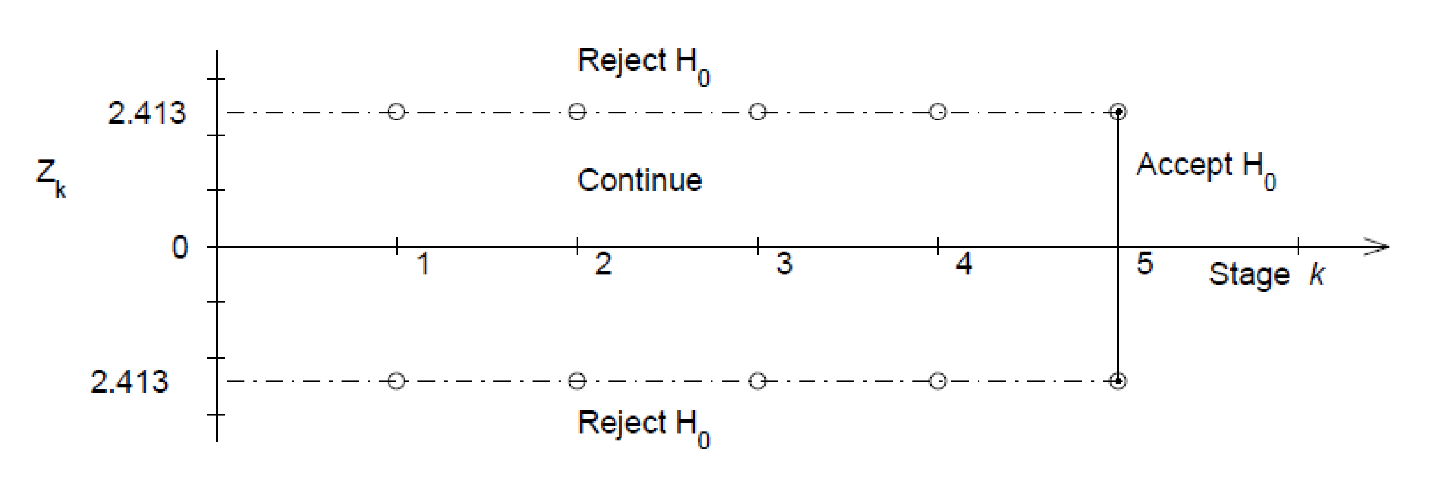 Reject H0
2.413
Zk
Continue
Accept H0
0
1 2 3 4 5
Stage k
2.413
Reject H0